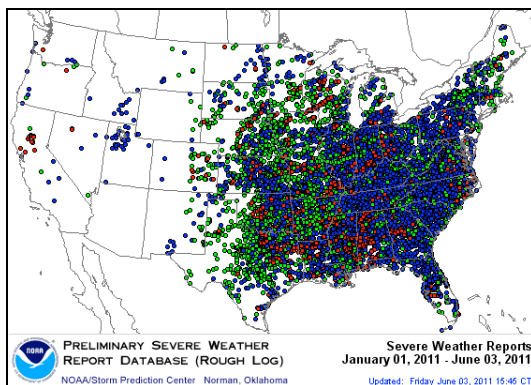 NOAA
PRELIMINARY SEVERE WEATHER
REPORT DATABASE (ROUGH LOG)
NOAA/Storm Prediction Center Norman, Oklahoma
Severe Weather Reports
January 01, 2011 - June 03, 2011
Updated: Friday June 03, 2011 15:45 CT